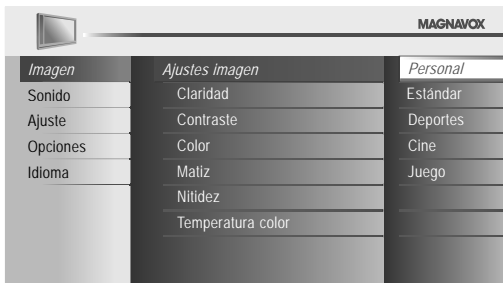 MAGNAVOX
Imagen
Sonido
Ajuste
Opciones
Idioma
Ajustes imagen
Claridad
Contraste
Color
Matiz
Nitidez
Temperatura color
Personal
Estándar
Deportes
Cine
Juego